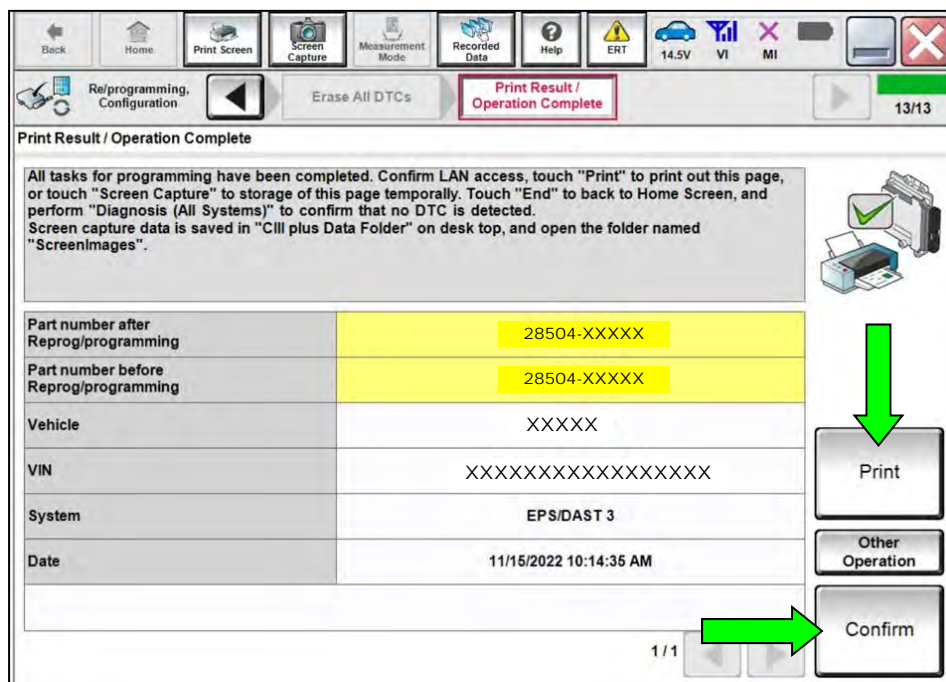 Back
Home
Print Screen
Screen
Capture
Measurement
Mode
Recorded
Data
Help
ERT
14.5V
VI
MI
Re/programming,
Configuration
Erase All DTCs
Print Result /
Operation Complete
13/13
Print Result / Operation Complete
All tasks for programming have been completed. Confirm LAN access, touch "Print" to print out this page,
or touch "Screen Capture" to storage of this page temporally. Touch "End" to back to Home Screen, and
perform "Diagnosis (All Systems)" to confirm that no DTC is detected.
Screen capture data is saved in "CIII plus Data Folder" on desk top, and open the folder named
"ScreenImages".
Part number after
Reprog/programming
28504-XXXXX
Part number before
Reprog/programming
28504-XXXXX
Vehicle
XXXXX
VIN
XXXXXXXXXXXXXXXXX
System
EPS/DAST 3
Date
11/15/2022 10:14:35 AM
Print
Other
Operation
Confirm
1/1